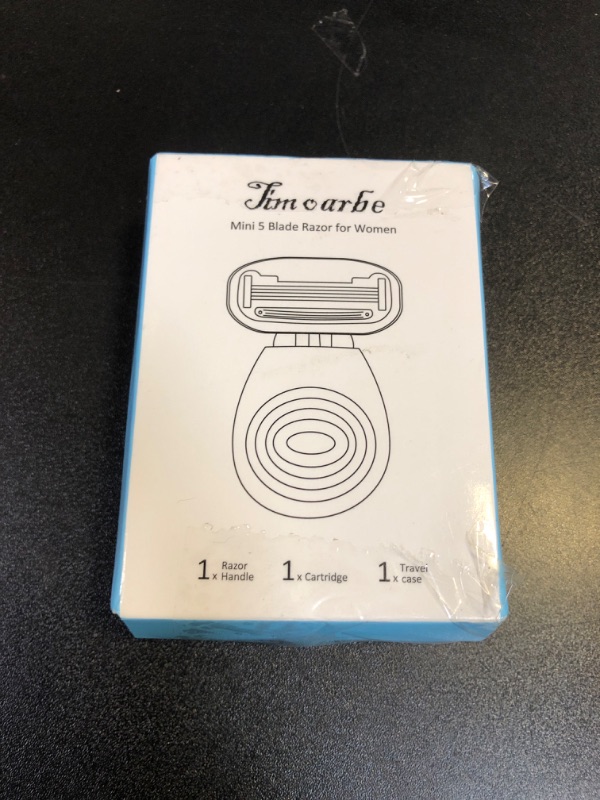 Jimoarbe
Mini 5 Blade Razor for Women
1 x Razor Handle
1 x Cartridge
1 x Travel case